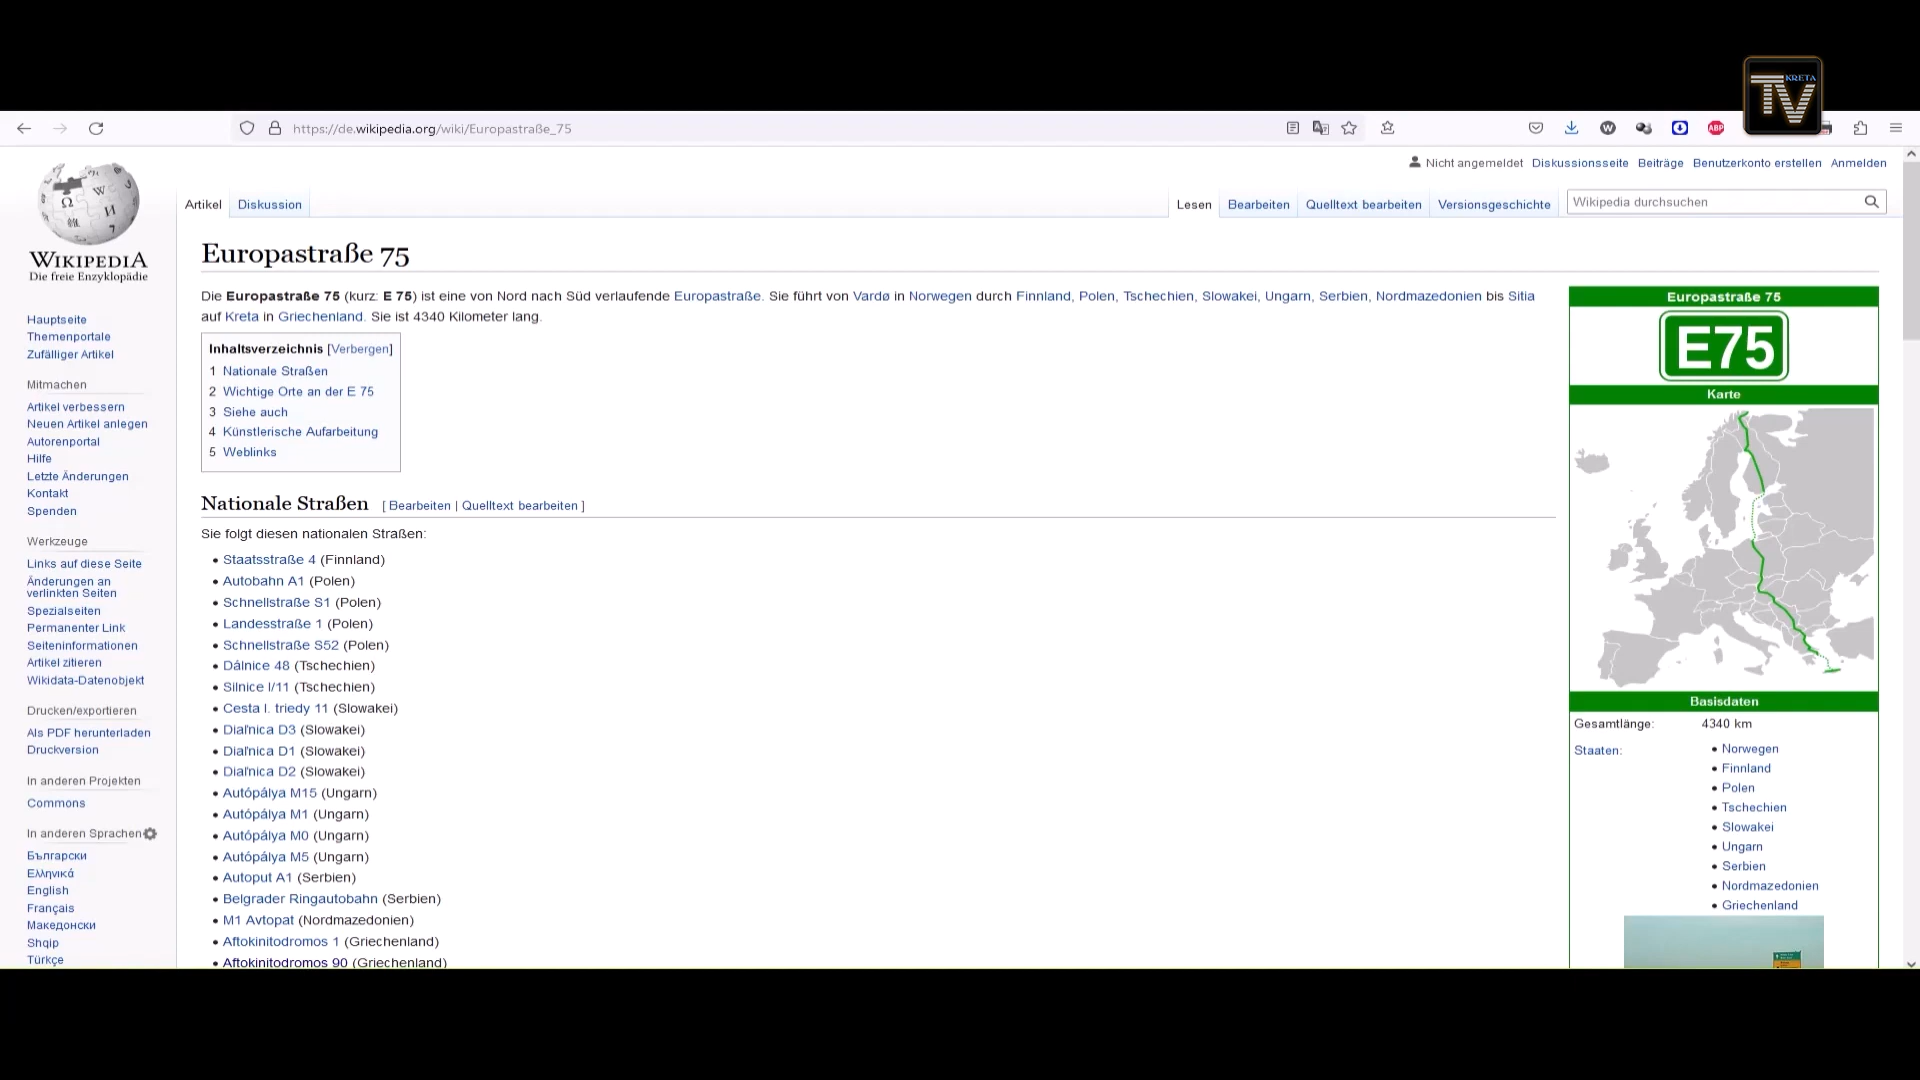 KRETA
TV
https://de.wikipedia.org/wiki/Europastraße_75
W
ABP
Nicht angemeldet Diskussionsseite Beiträge Benutzerkonto erstellen Anmelden
Artikel Diskussion Lesen Bearbeiten Quelltext bearbeiten Versionsgeschichte Wikipedia durchsuchen
WIKIPEDIA
Die freie Enzyklopädie
Hauptseite
Themenportale
Zufälliger Artikel
Mitmachen
Artikel verbessern
Neuen Artikel anlegen
Autorenportal
Hilfe
Letzte Änderungen
Kontakt
Spenden
Werkzeuge
Links auf diese Seite
Änderungen an
verlinkten Seiten
Spezialseiten
Permanenter Link
Seiteninformationen
Artikel zitieren
Wikidata-Datenobjekt
Drucken/exportieren
Als PDF herunterladen
Druckversion
In anderen Projekten
Commons
In anderen Sprachen
Български
Ελληνικά
English
Français
Македонски
Shqip
Türkçe
Europastraße 75
Die Europastraße 75 (kurz: E 75) ist eine von Nord nach Süd verlaufende Europastraße. Sie führt von Vardø in Norwegen durch Finnland, Polen, Tschechien, Slowakei, Ungarn, Serbien, Nordmazedonien bis Sitia
auf Kreta in Griechenland. Sie ist 4340 Kilometer lang.
Inhaltsverzeichnis [Verbergen]
1 Nationale Straßen
2 Wichtige Orte an der E 75
3 Siehe auch
4 Künstlerische Aufarbeitung
5 Weblinks
Nationale Straßen [ Bearbeiten | Quelltext bearbeiten ]
Sie folgt diesen nationalen Straßen:
• Staatsstraße 4 (Finnland)
• Autobahn A1 (Polen)
• Schnellstraße S1 (Polen)
• Landesstraße 1 (Polen)
• Schnellstraße S52 (Polen)
• Dálnice 48 (Tschechien)
• Silnice I/11 (Tschechien)
• Cesta I. triedy 11 (Slowakei)
• Diaľnica D3 (Slowakei)
• Diaľnica D1 (Slowakei)
• Diaľnica D2 (Slowakei)
• Autópálya M15 (Ungarn)
• Autópálya M1 (Ungarn)
• Autópálya M0 (Ungarn)
• Autópálya M5 (Ungarn)
• Autoput A1 (Serbien)
• Belgrader Ringautobahn (Serbien)
• M1 Avtopat (Nordmazedonien)
• Aftokinitodromos 1 (Griechenland)
• Aftokinitodromos 90 (Griechenland)
Europastraße 75
E75
Karte
Basisdaten
Gesamtlänge: 4340 km
Staaten: • Norwegen
• Finnland
• Polen
• Tschechien
• Slowakei
• Ungarn
• Serbien
• Nordmazedonien
• Griechenland